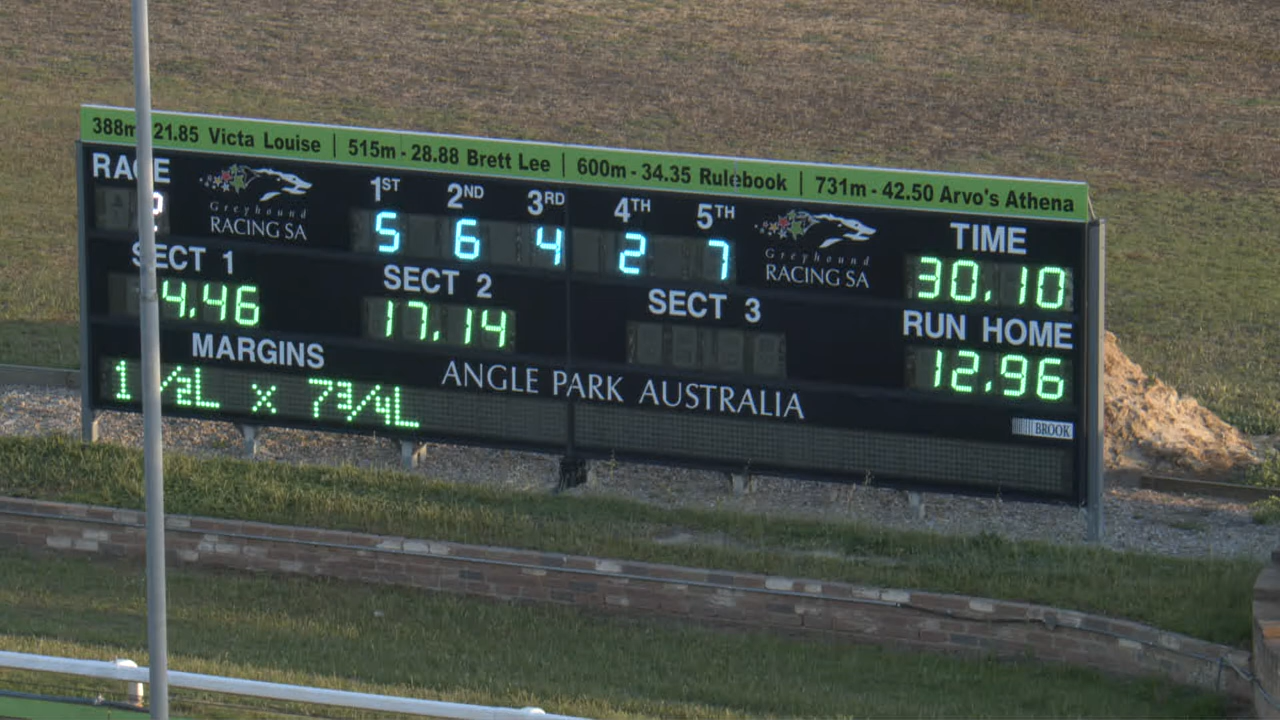 388m - 21.85 Victa Louise | 515m - 28.88 Brett Lee | 600m - 34.35 Rulebook | 731m - 42.50 Arvo's Athena
RACE
Greyhound
RACING SA
1ST 2ND 3RD 4TH 5TH
5 6 4 2 7
Greyhound
RACING SA
TIME
30.10
SECT 1
4.46
SECT 2
17.14
SECT 3
RUN HOME
12.96
MARGINS
1 /2L x 7 3/4L
ANGLE PARK AUSTRALIA
BROOK